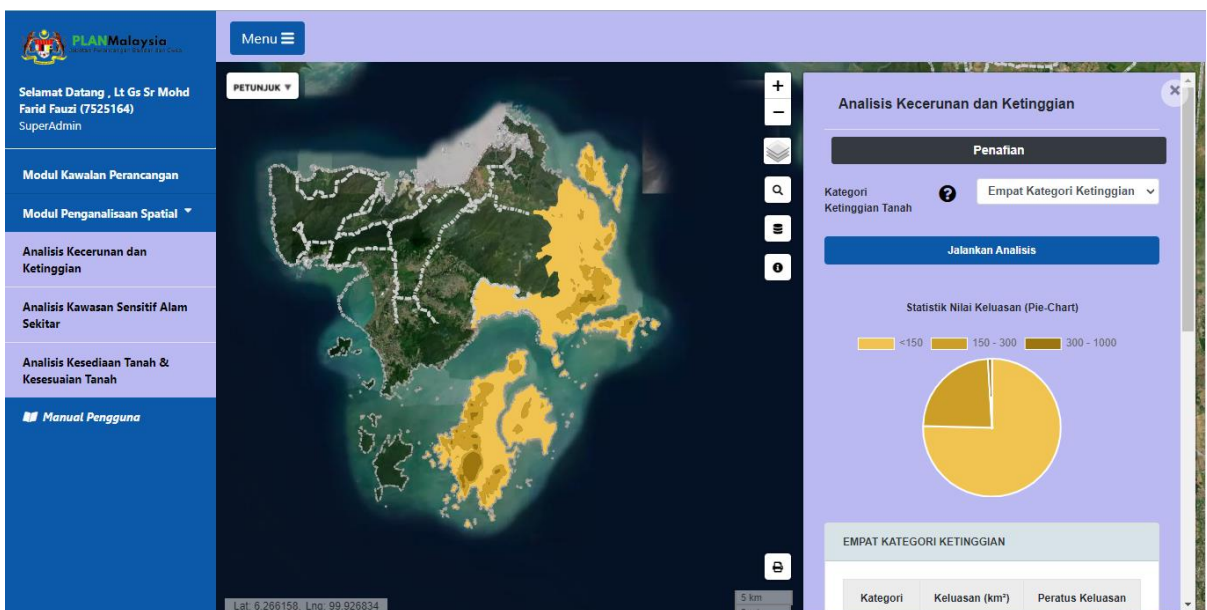 PLANMalaysia
Selamat Datang , Lt Gs Sr Mohd
Farid Fauzi (7525164)
SuperAdmin
Modul Kawalan Perancangan
Modul Penganalisaan Spatial
Analisis Kecerunan dan
Ketinggian
Analisis Kawasan Sensitif Alam
Sekitar
Analisis Kesediaan Tanah &
Kesesuaian Tanah
Manual Pengguna
Menu
PETUNJUK
+
−
Lat: 6.266158, Lng: 99.926834
5 km
Analisis Kecerunan dan Ketinggian
×
Penafian
Kategori
Ketinggian Tanah
Empat Kategori Ketinggian
Jalankan Analisis
Statistik Nilai Keluasan (Pie-Chart)
<150 150 - 300 300 - 1000
EMPAT KATEGORI KETINGGIAN
Kategori Keluasan (km²) Peratus Keluasan